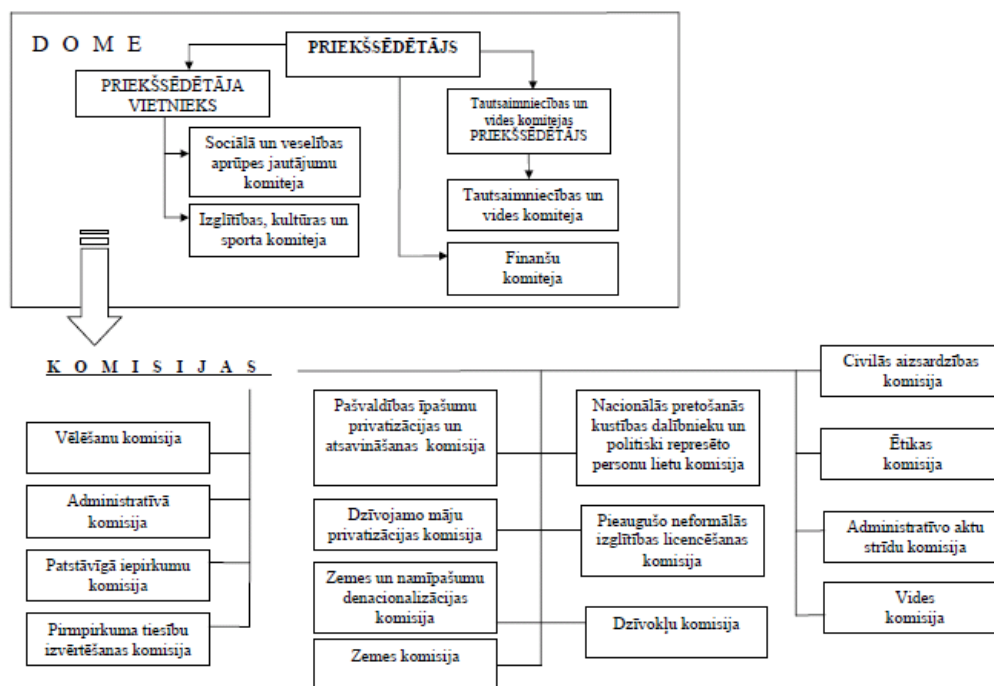 D O M E
PRIEKŠSĒDĒTĀJS
PRIEKŠSĒDĒTĀJA
VIETNIEKS
Sociālā un veselības
aprūpes jautājumu
komiteja
Izglītības, kultūras un
sporta komiteja
Tautsaimniecības un
vides komitejas
PRIEKŠSĒDĒTĀJS
Tautsaimniecības un
vides komiteja
Finanšu
komiteja
K O M I S I J A S
Vēlēšanu komisija
Administratīvā
komisija
Patstāvīgā iepirkumu
komisija
Pirmpirkuma tiesību
izvērtēšanas komisija
Pašvaldības īpašumu
privatizācijas un
atsavināšanas komisija
Dzīvojamo māju
privatizācijas komisija
Zemes un namīpašumu
denacionalizācijas
komisija
Zemes komisija
Nacionālās pretošanās
kustības dalībnieku un
politiski represēto
personu lietu komisija
Pieaugušo neformālās
izglītības licencēšanas
komisija
Dzīvokļu komisija
Civilās aizsardzības
komisija
Ētikas
komisija
Administratīvo aktu
strīdu komisija
Vides
komisija